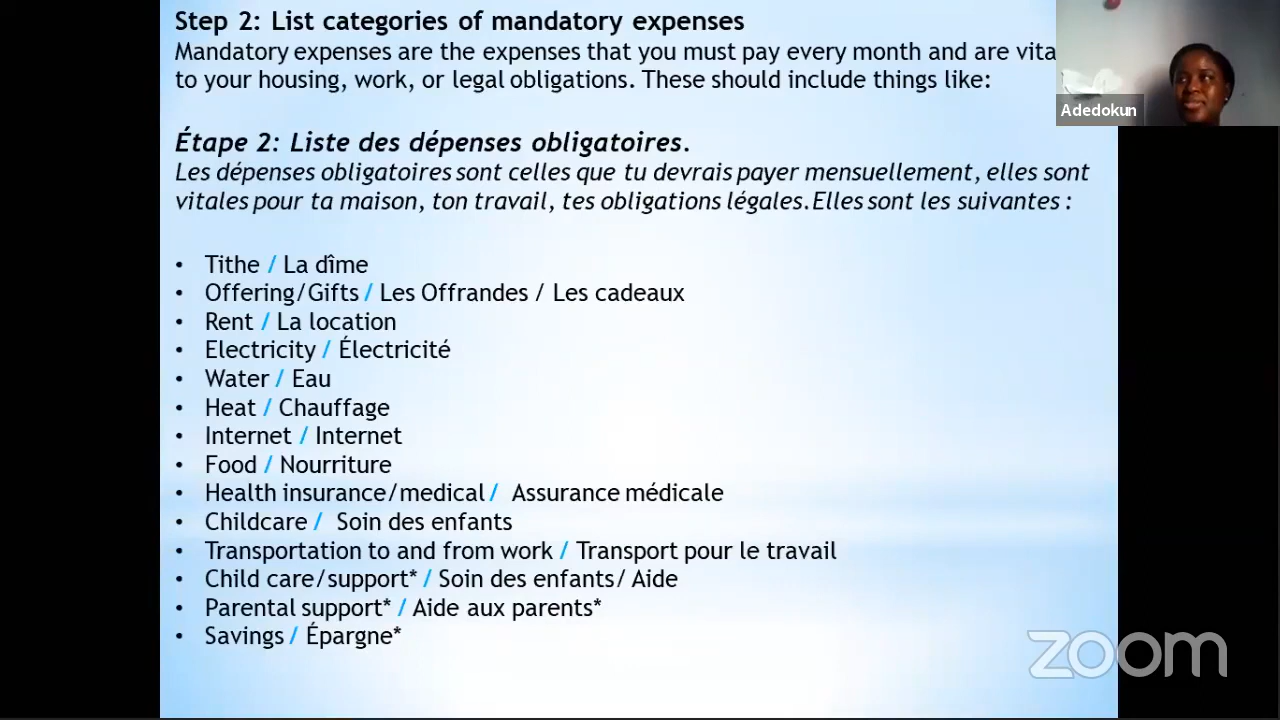 Step 2: List categories of mandatory expenses
Mandatory expenses are the expenses that you must pay every month and are vita
to your housing, work, or legal obligations. These should include things like:
Adedokun
Étape 2: Liste des dépenses obligatoires.
Les dépenses obligatoires sont celles que tu devrais payer mensuellement, elles sont
vitales pour ta maison, ton travail, tes obligations légales.Elles sont les suivantes :
• Tithe / La dîme
• Offering/Gifts / Les Offrandes / Les cadeaux
• Rent / La location
• Electricity / Électricité
• Water / Eau
• Heat / Chauffage
• Internet / Internet
• Food / Nourriture
• Health insurance/medical / Assurance médicale
• Childcare / Soin des enfants
• Transportation to and from work / Transport pour le travail
• Child care/support* / Soin des enfants/ Aide
• Parental support* / Aide aux parents*
• Savings / Épargne*
zoom